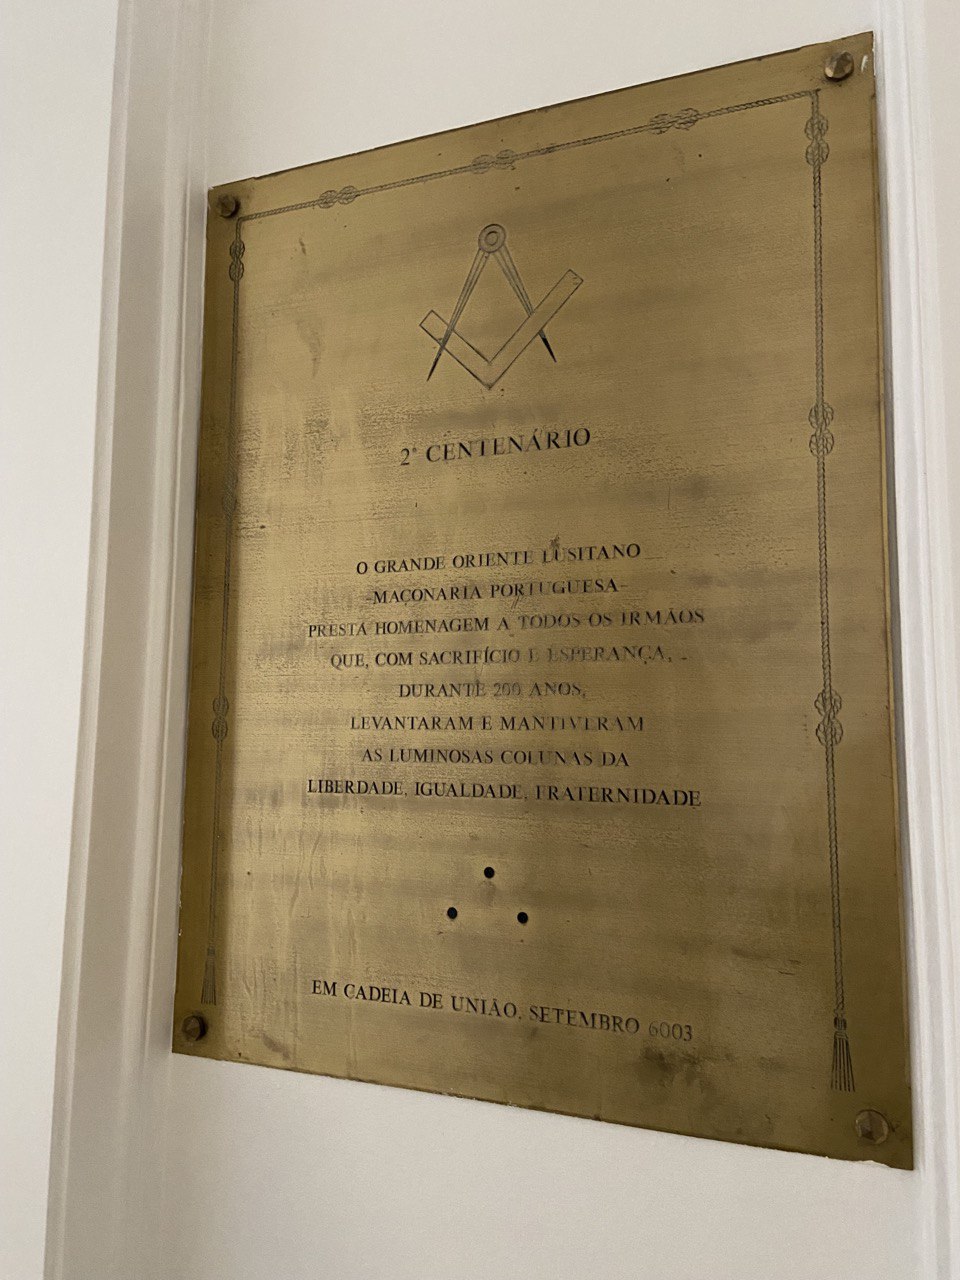 2º CENTENÁRIO
O GRANDE ORIENTE LUSITANO
-MAÇONARIA PORTUGUESA-
PRESTA HOMENAGEM A TODOS OS IRMÃOS
QUE, COM SACRIFÍCIO E ESPERANÇA,
DURANTE 200 ANOS,
LEVANTARAM E MANTIVERAM
AS LUMINOSAS COLUNAS DA
LIBERDADE, IGUALDADE, FRATERNIDADE
EM CADEIA DE UNIÃO, SETEMBRO 6003